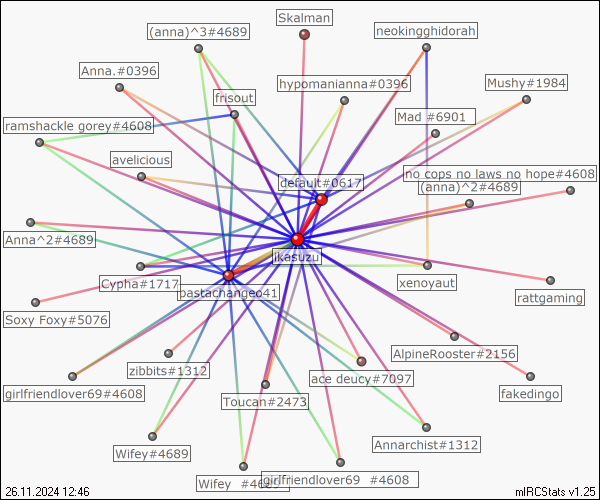 Skalman
(anna)^3#4689
neokingghidorah
Anna.#0396
hypomanianna#0396
Mushy#1984
frisout
Mad #6901
ramshackle gorey#4608
avelicious
no cops no laws no hope#4608
default#0617
(anna)^2#4689
Anna^2#4689
jkasuzu
Cypha#1717
pastachangeo41
xenoyaut
rattgaming
Soxy Foxy#5076
AlpineRooster#2156
zibbits#1312
ace deucy#7097
girlfriendlover69#4608
Toucan#2473
fakedingo
Annarchist#1312
Wifey#4689
Wifey #4689
girlfriendlover69 #4608
26.11.2024 12:46
mIRCStats v1.25